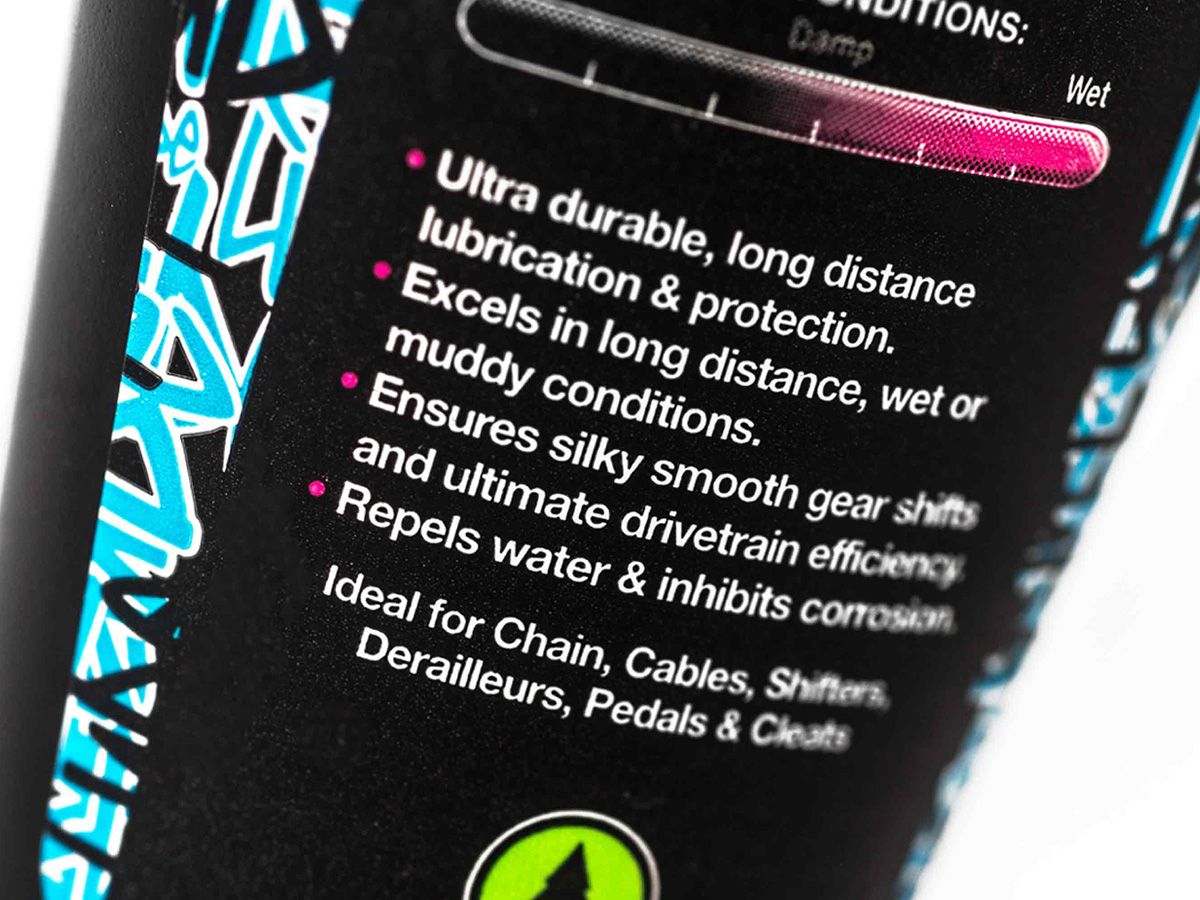 CONDITIONS:
Damp
Wet
• Ultra durable, long distance
lubrication & protection.
• Excels in long distance, wet or
muddy conditions.
• Ensures silky smooth gear shifts
and ultimate drivetrain efficiency.
• Repels water & inhibits corrosion.
Ideal for Chain, Cables, Shifters,
Derailleurs, Pedals & Cleats